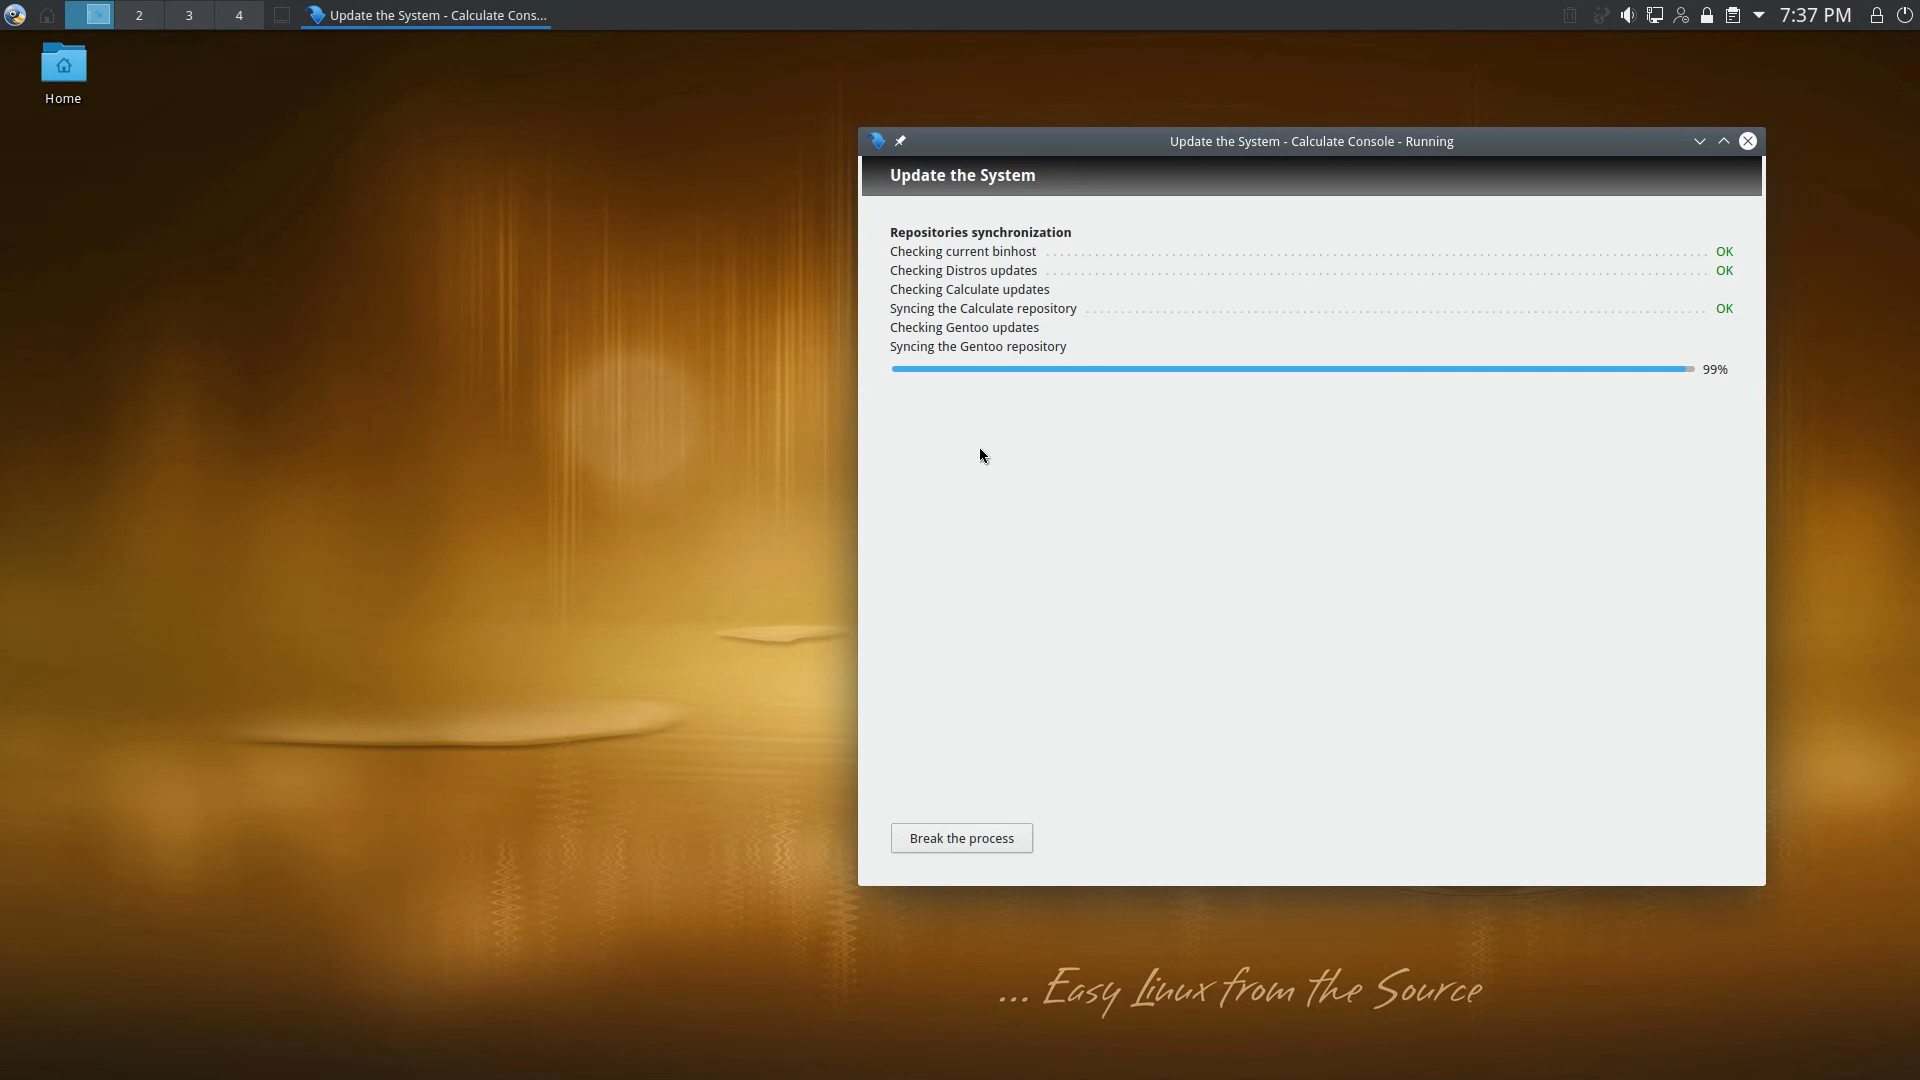 2
3
4
Update the System - Calculate Cons...
7:37 PM
Home
Update the System - Calculate Console - Running
Update the System
Repositories synchronization
Checking current binhost OK
Checking Distros updates OK
Checking Calculate updates
Syncing the Calculate repository OK
Checking Gentoo updates
Syncing the Gentoo repository
99%
Break the process
... Easy Linux from the Source